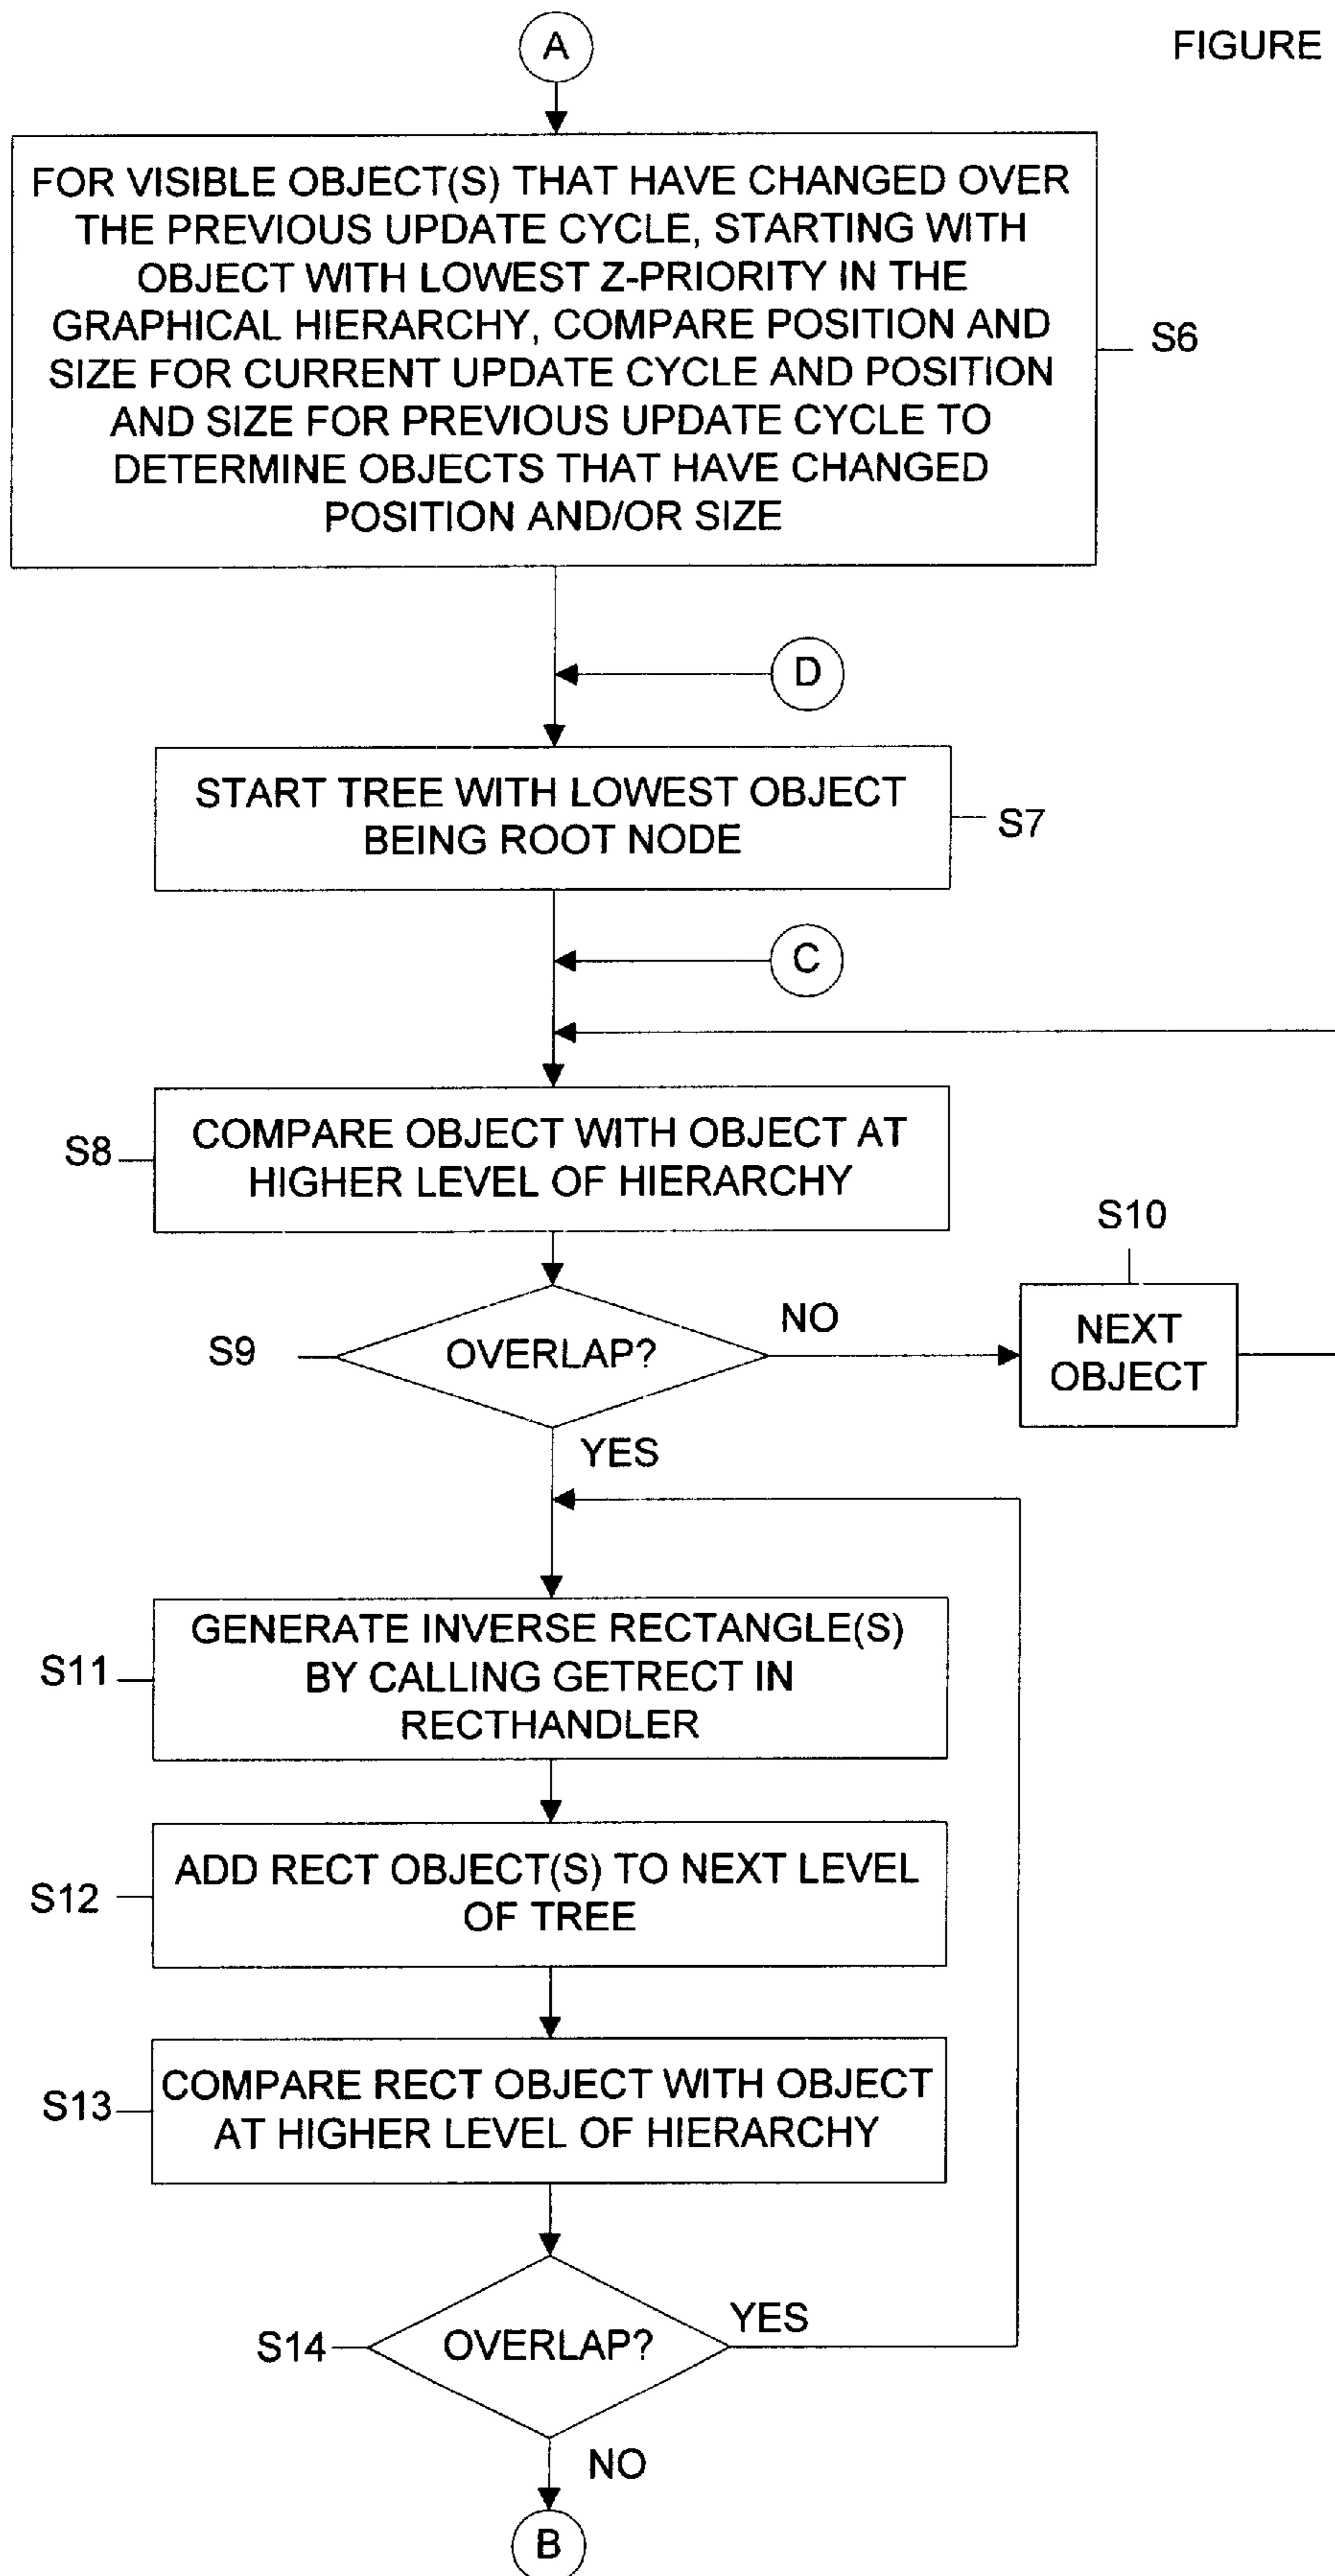 A
FIGURE
FOR VISIBLE OBJECT(S) THAT HAVE CHANGED OVER
THE PREVIOUS UPDATE CYCLE, STARTING WITH
OBJECT WITH LOWEST Z-PRIORITY IN THE
GRAPHICAL HIERARCHY, COMPARE POSITION AND
SIZE FOR CURRENT UPDATE CYCLE AND POSITION
AND SIZE FOR PREVIOUS UPDATE CYCLE TO
DETERMINE OBJECTS THAT HAVE CHANGED
POSITION AND/OR SIZE
S6
D
START TREE WITH LOWEST OBJECT
BEING ROOT NODE
S7
C
S8
COMPARE OBJECT WITH OBJECT AT
HIGHER LEVEL OF HIERARCHY
S10
S9
OVERLAP?
NO
NEXT
OBJECT
YES
S11
GENERATE INVERSE RECTANGLE(S)
BY CALLING GETRECT IN
RECTHANDLER
S12
ADD RECT OBJECT(S) TO NEXT LEVEL
OF TREE
S13
COMPARE RECT OBJECT WITH OBJECT
AT HIGHER LEVEL OF HIERARCHY
S14
OVERLAP?
YES
NO
B